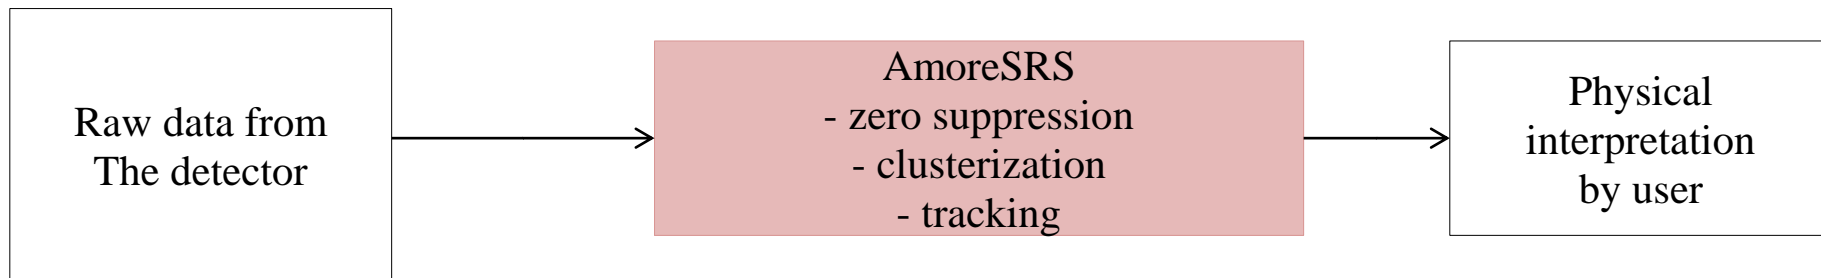 Raw data from
The detector
AmoreSRS
- zero suppression
- clusterization
- tracking
Physical
interpretation
by user